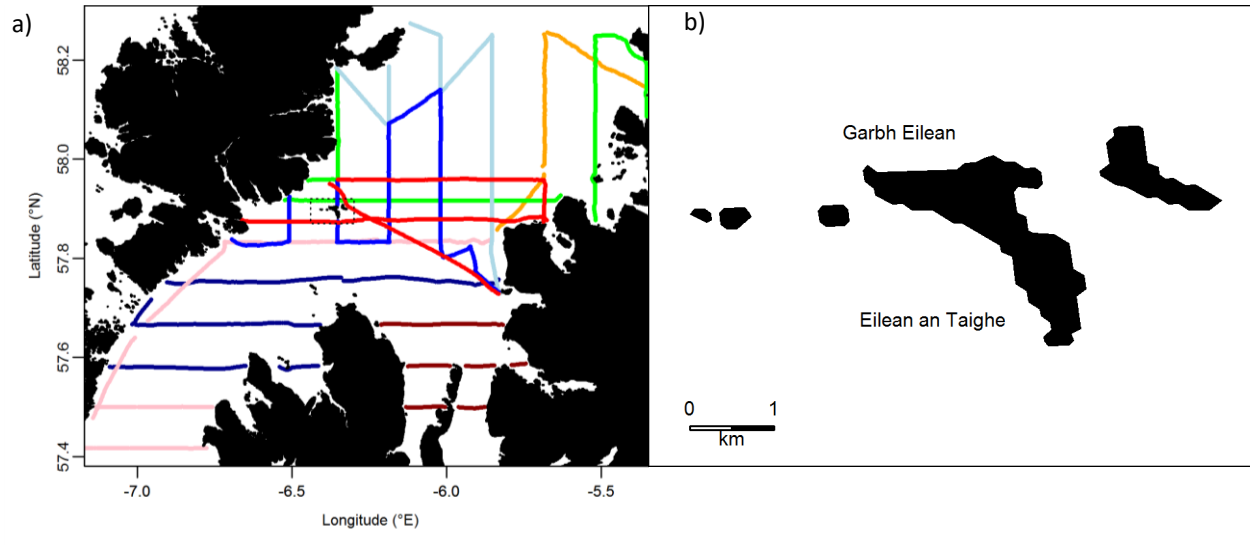 a)
58.2
58.0
57.8
57.6
57.4
Latitude (°N)
-7.0
-6.5
-6.0
-5.5
Longitude (°E)
b)
Garbh Eilean
Eilean an Taighe
0 1
km